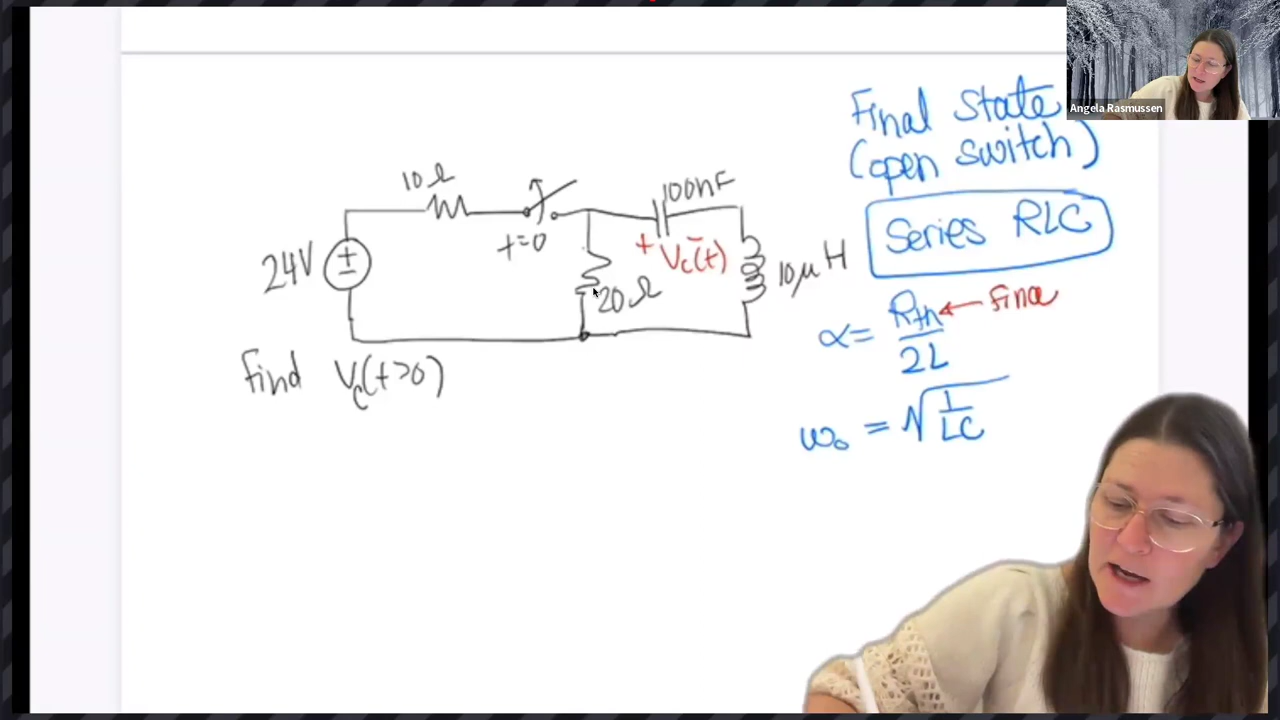 Angela Rasmussen
Final State
(open switch)
Series RLC
10Ω
100nF
t=0
24V
+ Vc(t) -
20Ω
10μH
α = Rth / 2L ← Fina
find Vc(t>0)
ω₀ = √1/LC